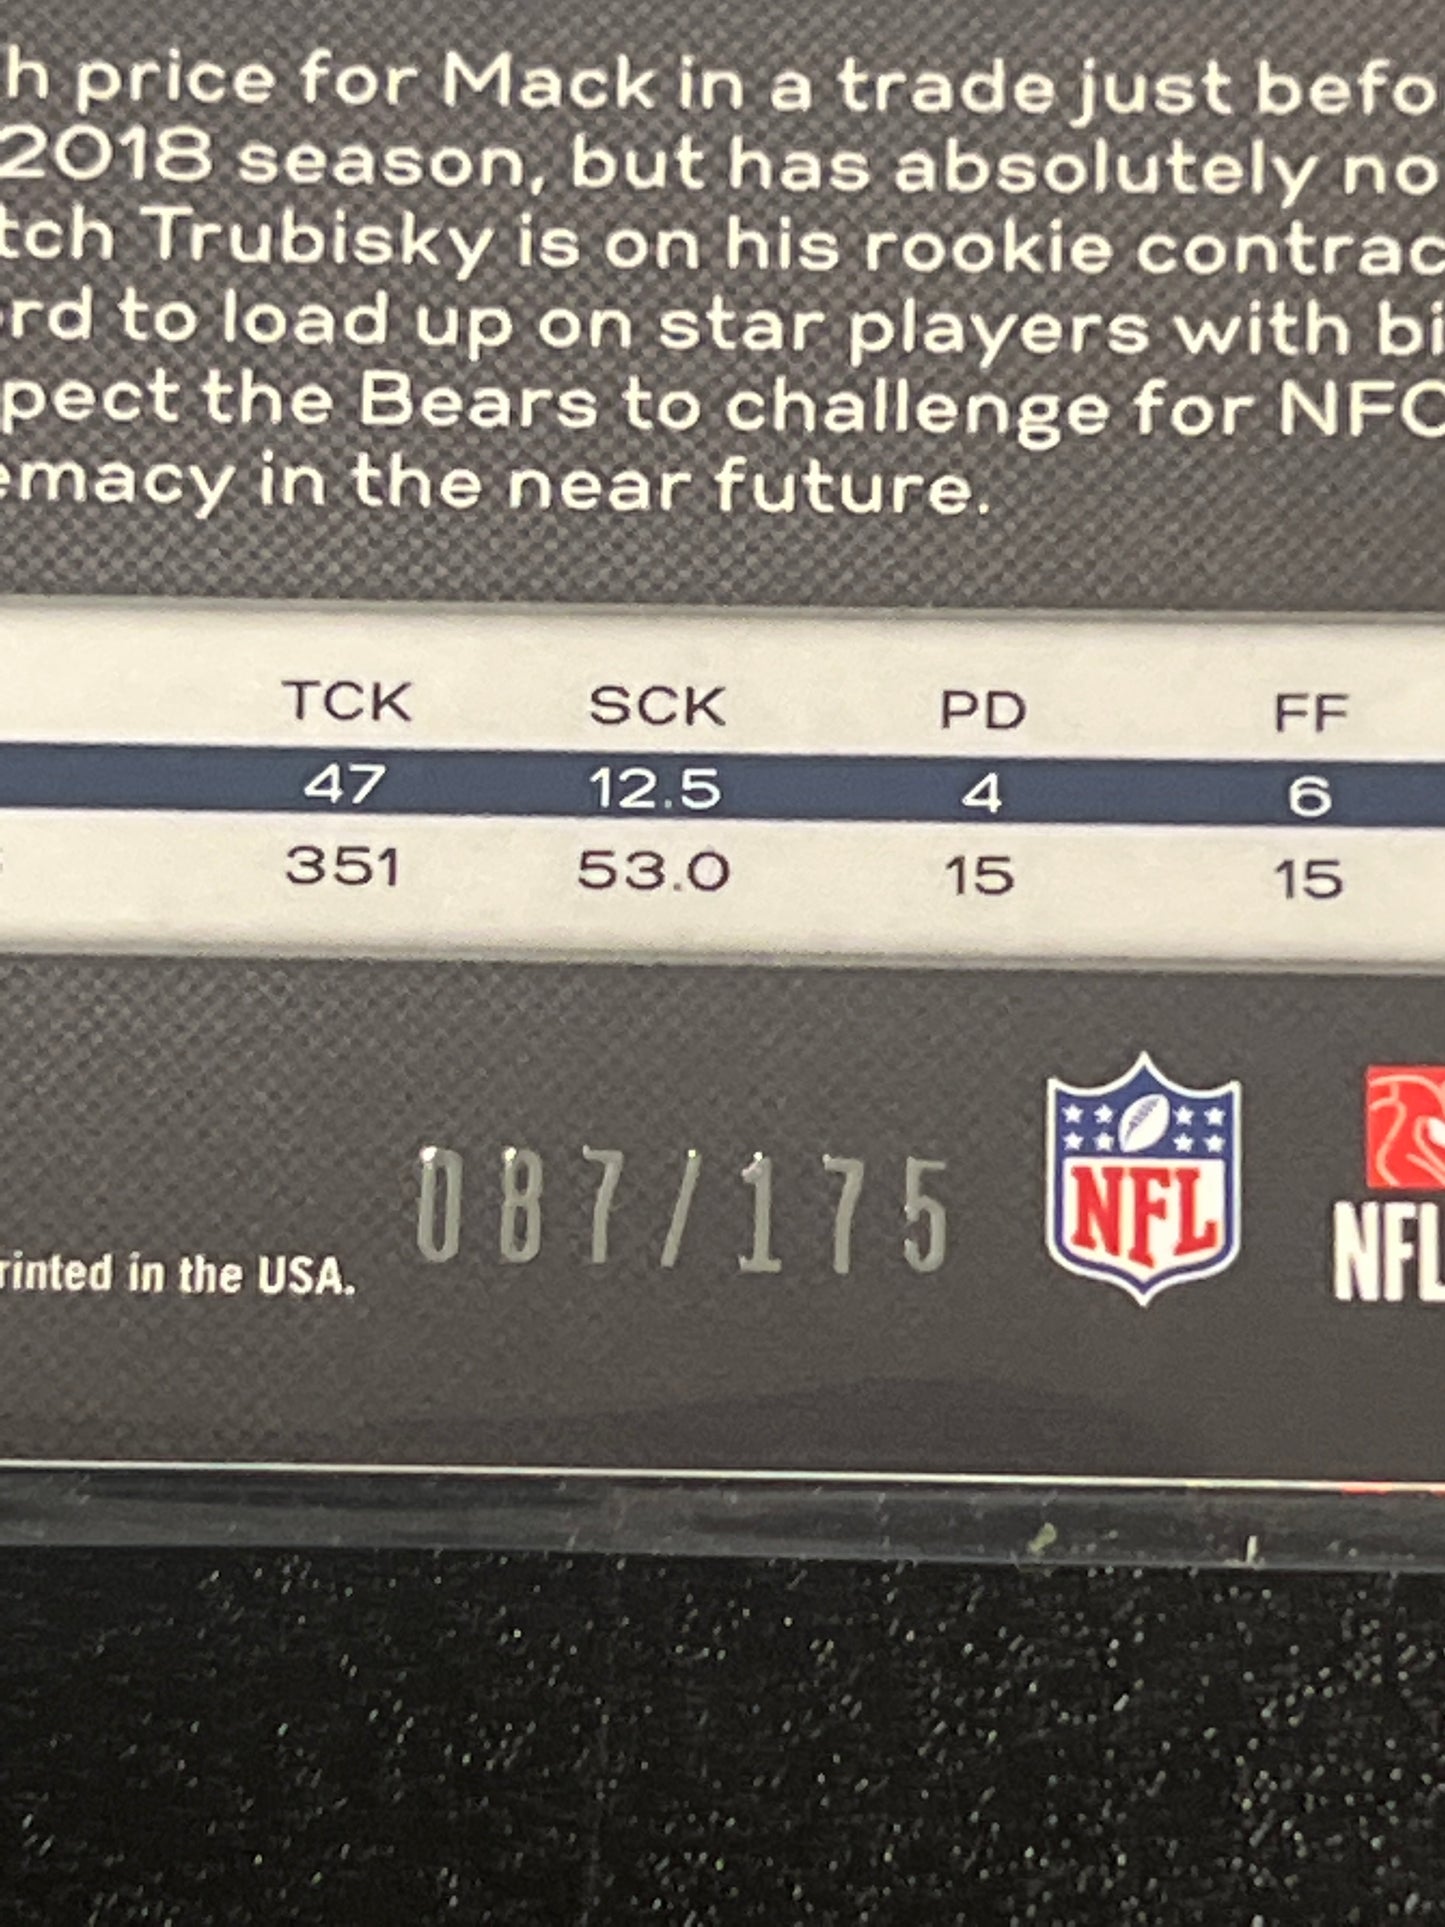 h price for Mack in a trade just befo
2018 season, but has absolutely no
tch Trubisky is on his rookie contrac
rd to load up on star players with bi
pect the Bears to challenge for NFC
emacy in the near future.
TCK SCK PD FF
47 12.5 4 6
351 53.0 15 15
087/175
NFL
NFL
rinted in the USA.